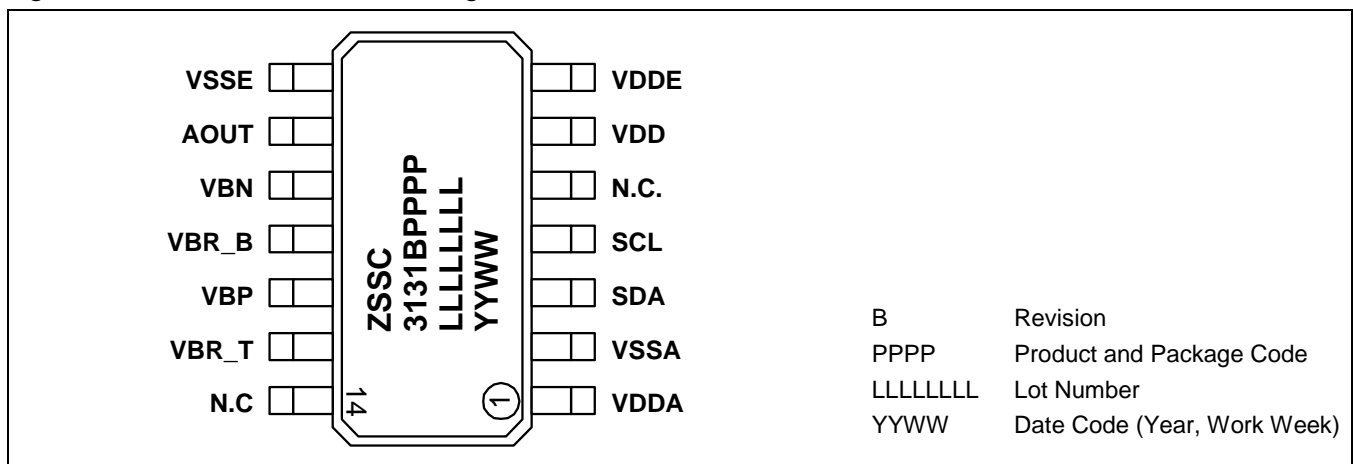 VSSE
AOUT
VBN
VBR_B
VBP
VBR_T
N.C
ZSSC
3131BPPPP
LLLLLLLL
YYWW
14
1
VDDE
VDD
N.C.
SCL
SDA
VSSA
VDDA
B Revision
PPPP Product and Package Code
LLLLLLLL Lot Number
YYWW Date Code (Year, Work Week)